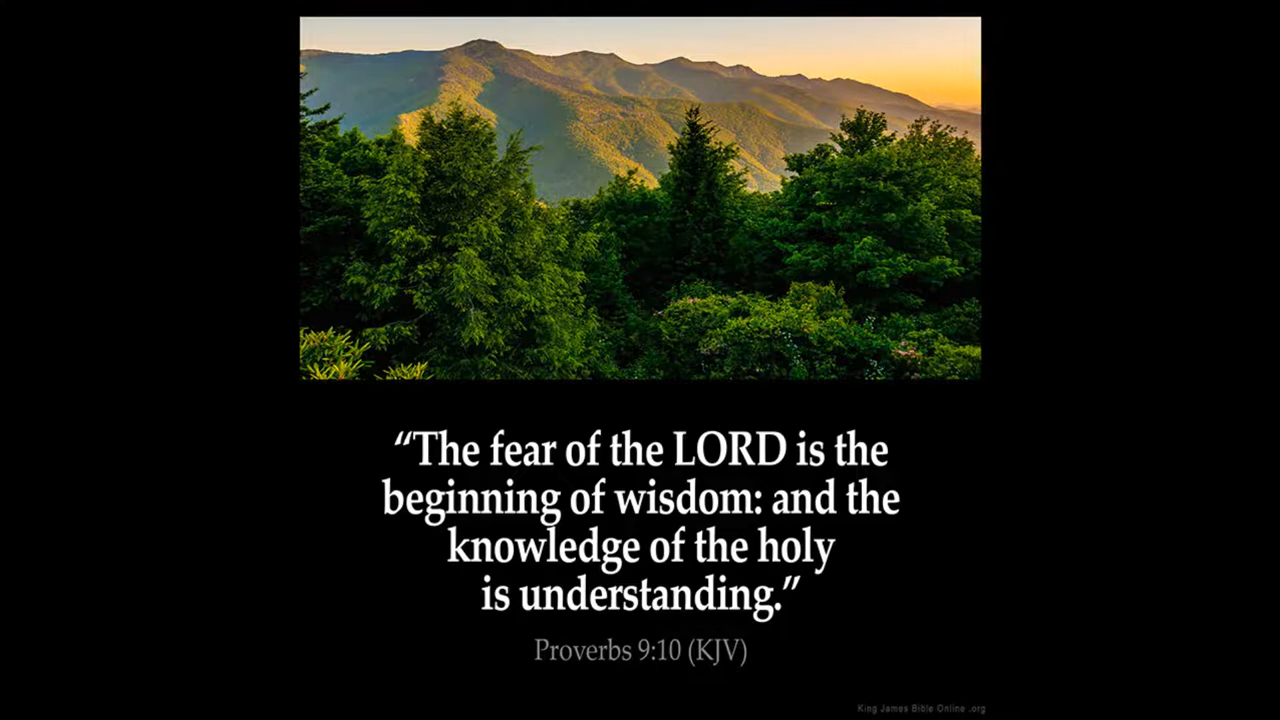 “The fear of the LORD is the
beginning of wisdom: and the
knowledge of the holy
is understanding.”
Proverbs 9:10 (KJV)
King James Bible Online .org